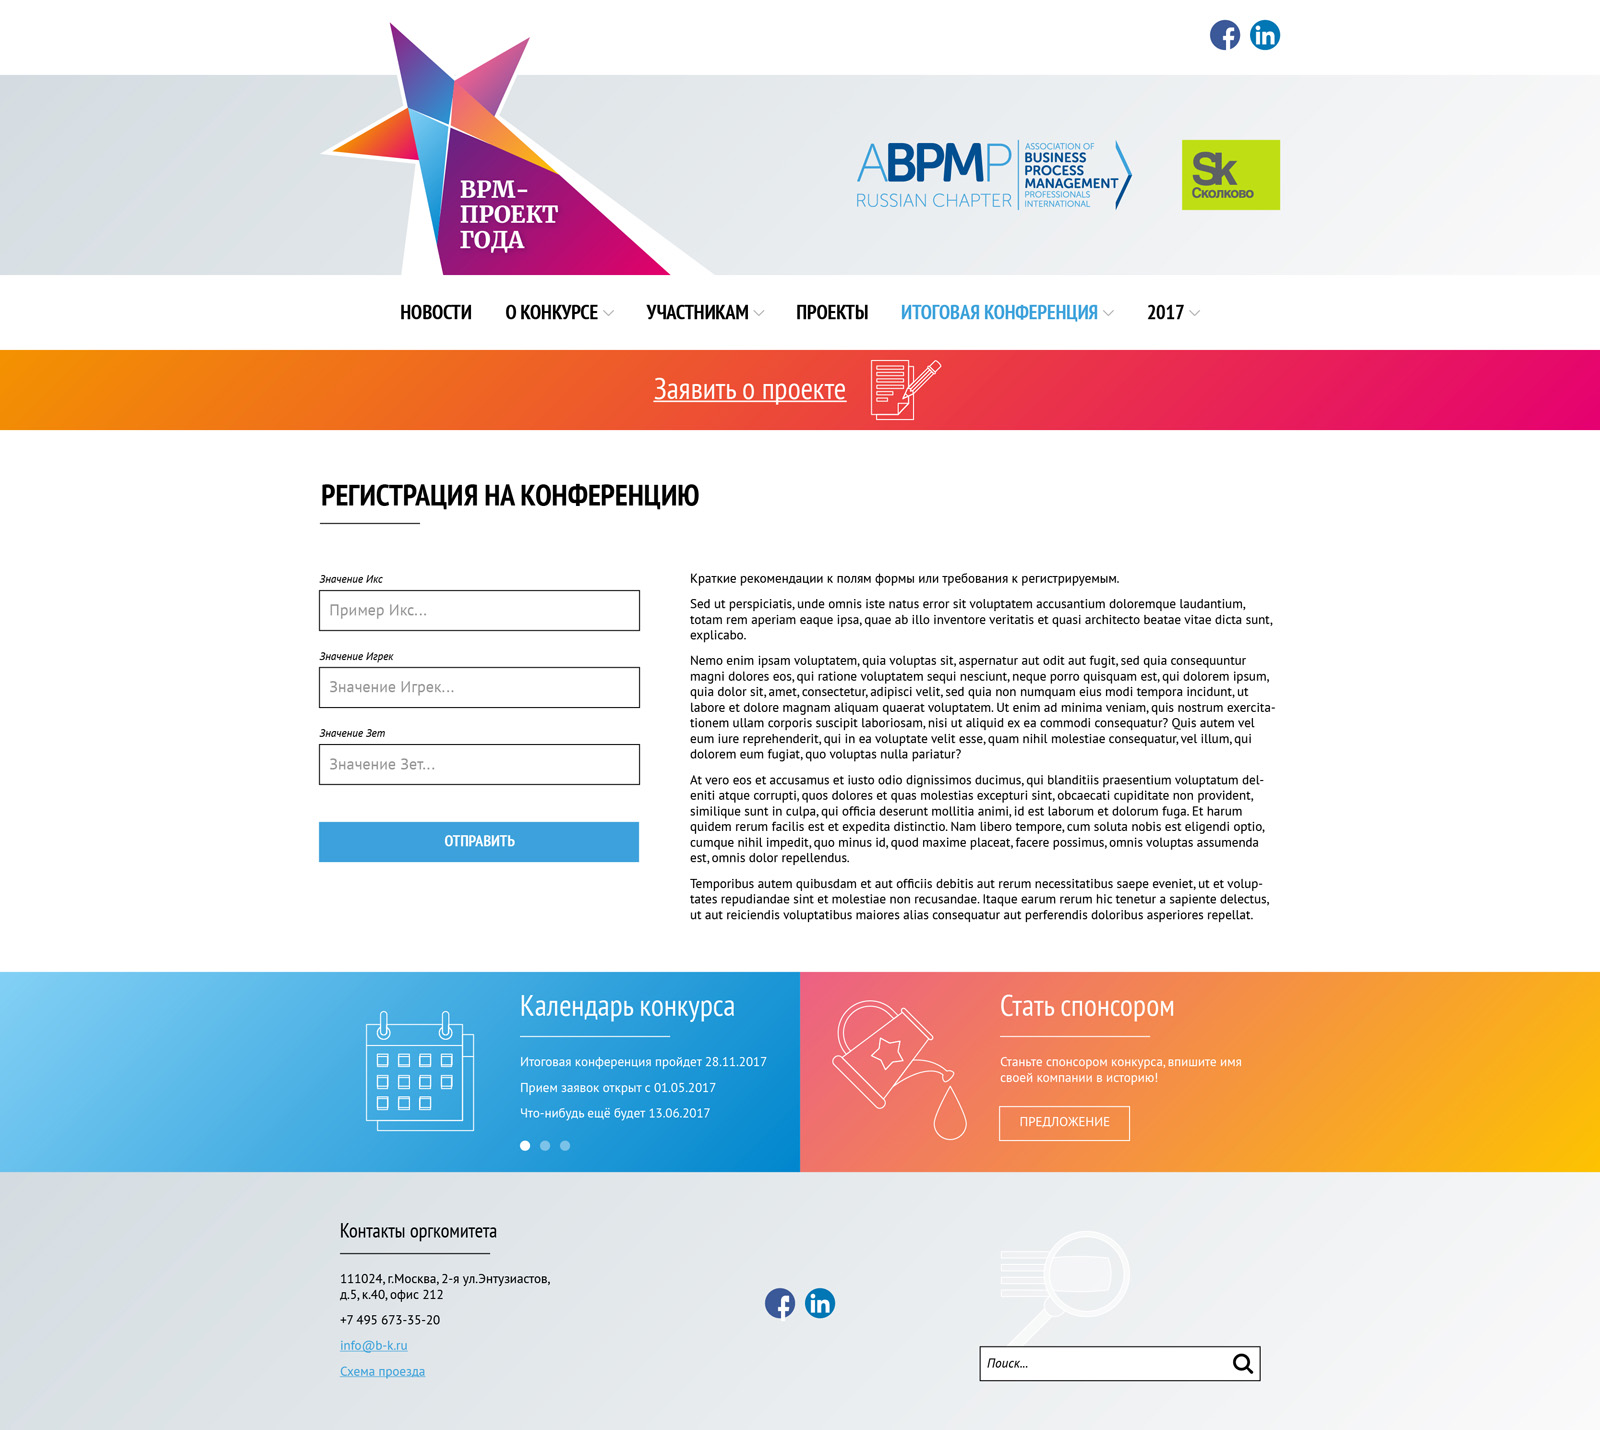 BPM-
ПРОЕКТ
ГОДА
ABPMP
RUSSIAN CHAPTER
ASSOCIATION OF
BUSINESS
PROCESS
MANAGEMENT
PROFESSIONALS
INTERNATIONAL
Sk
Сколково
НОВОСТИ О КОНКУРСЕ УЧАСТНИКАМ ПРОЕКТЫ ИТОГОВАЯ КОНФЕРЕНЦИЯ 2017
Заявить о проекте
РЕГИСТРАЦИЯ НА КОНФЕРЕНЦИЮ
Значение Икс
Пример Икс...
Значение Игрек
Значение Игрек...
Значение Зет
Значение Зет...
ОТПРАВИТЬ
Краткие рекомендации к полям формы или требования к регистрируемым.
Sed ut perspiciatis, unde omnis iste natus error sit voluptatem accusantium doloremque laudantium,
totam rem aperiam eaque ipsa, quae ab illo inventore veritatis et quasi architecto beatae vitae dicta sunt,
explicabo.
Nemo enim ipsam voluptatem, quia voluptas sit, aspernatur aut odit aut fugit, sed quia consequuntur
magni dolores eos, qui ratione voluptatem sequi nesciunt, neque porro quisquam est, qui dolorem ipsum,
quia dolor sit, amet, consectetur, adipisci velit, sed quia non numquam eius modi tempora incidunt, ut
labore et dolore magnam aliquam quaerat voluptatem. Ut enim ad minima veniam, quis nostrum exercita-
tionem ullam corporis suscipit laboriosam, nisi ut aliquid ex ea commodi consequatur? Quis autem vel
eum iure reprehenderit, qui in ea voluptate velit esse, quam nihil molestiae consequatur, vel illum, qui
dolorem eum fugiat, quo voluptas nulla pariatur?
At vero eos et accusamus et iusto odio dignissimos ducimus, qui blanditiis praesentium voluptatum del-
eniti atque corrupti, quos dolores et quas molestias excepturi sint, obcaecati cupiditate non provident,
similique sunt in culpa, qui officia deserunt mollitia animi, id est laborum et dolorum fuga. Et harum
quidem rerum facilis est et expedita distinctio. Nam libero tempore, cum soluta nobis est eligendi optio,
cumque nihil impedit, quo minus id, quod maxime placeat, facere possimus, omnis voluptas assumenda
est, omnis dolor repellendus.
Temporibus autem quibusdam et aut officiis debitis aut rerum necessitatibus saepe eveniet, ut et volup-
tates repudiandae sint et molestiae non recusandae. Itaque earum rerum hic tenetur a sapiente delectus,
ut aut reiciendis voluptatibus maiores alias consequatur aut perferendis doloribus asperiores repellat.
Календарь конкурса
Итоговая конференция пройдет 28.11.2017
Прием заявок открыт с 01.05.2017
Что-нибудь ещё будет 13.06.2017
Стать спонсором
Станьте спонсором конкурса, впишите имя
своей компании в историю!
ПРЕДЛОЖЕНИЕ
Контакты оргкомитета
111024, г.Москва, 2-я ул.Энтузиастов,
д.5, к.40, офис 212
+7 495 673-35-20
info@b-k.ru
Схема проезда
Поиск...